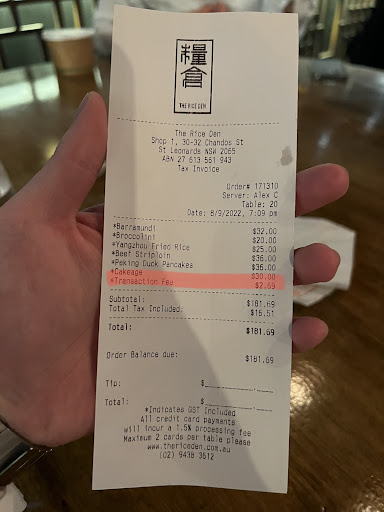 糧倉
THE RICE DEN
The Rice Den
Shop 1, 30-32 Chandos St
St Leonards NSW 2065
ABN 27 613 561 943
Tax Invoice
Order# 171310
Server: Alex C
Table: 20
Date: 8/9/2022, 7:09 pm
*Barramundi $32.00
*Broccolini $20.00
*Yangzhou Fried Rice $25.00
*Beef Striploin $36.00
*Peking Duck Pancakes $36.00
*Cakeage $30.00
*Transaction Fee $2.69
Subtotal: $181.69
Total Tax Included: $16.51
Total: $181.69
Order Balance due: $181.69
Tip: $
Total: $
*Indicates GST Included
All credit card payments
will incur a 1.5% processing fee
Maximum 2 cards per table please
www.thericeden.com.au
(02) 9438 3612